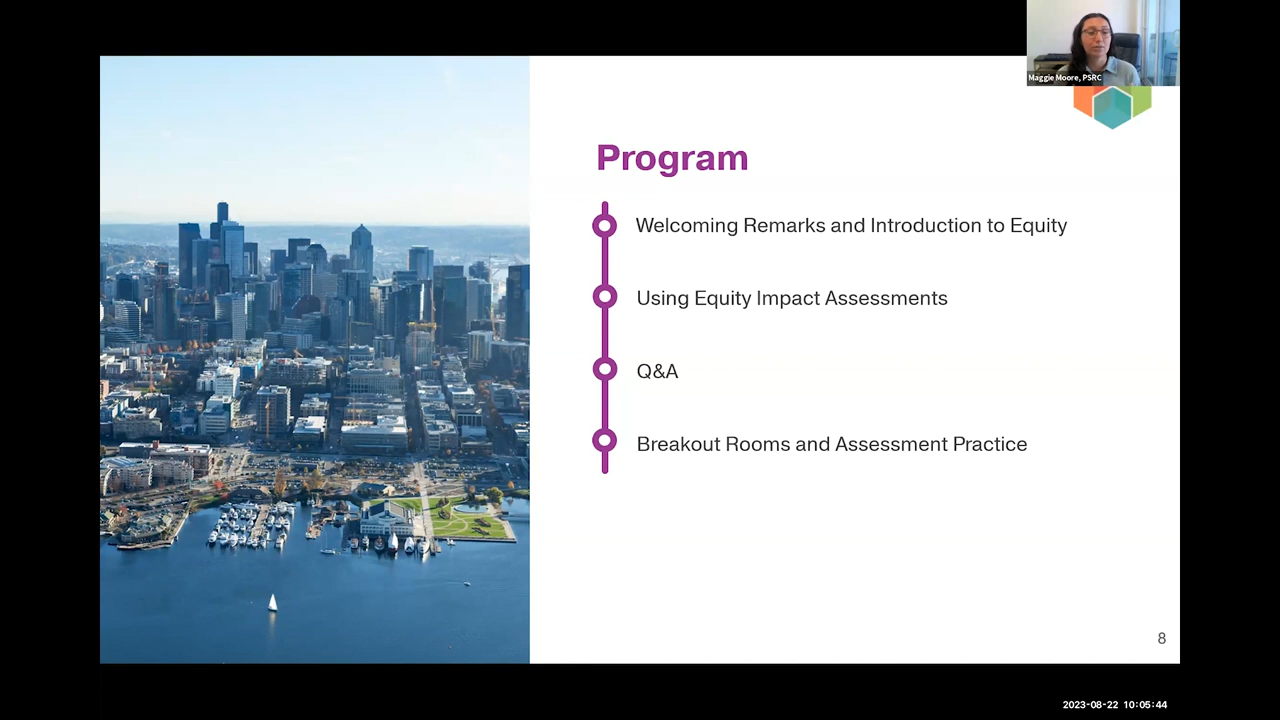 Maggie Moore, PSRC
Program
Welcoming Remarks and Introduction to Equity
Using Equity Impact Assessments
Q&A
Breakout Rooms and Assessment Practice
8
2023-08-22 10:05:44